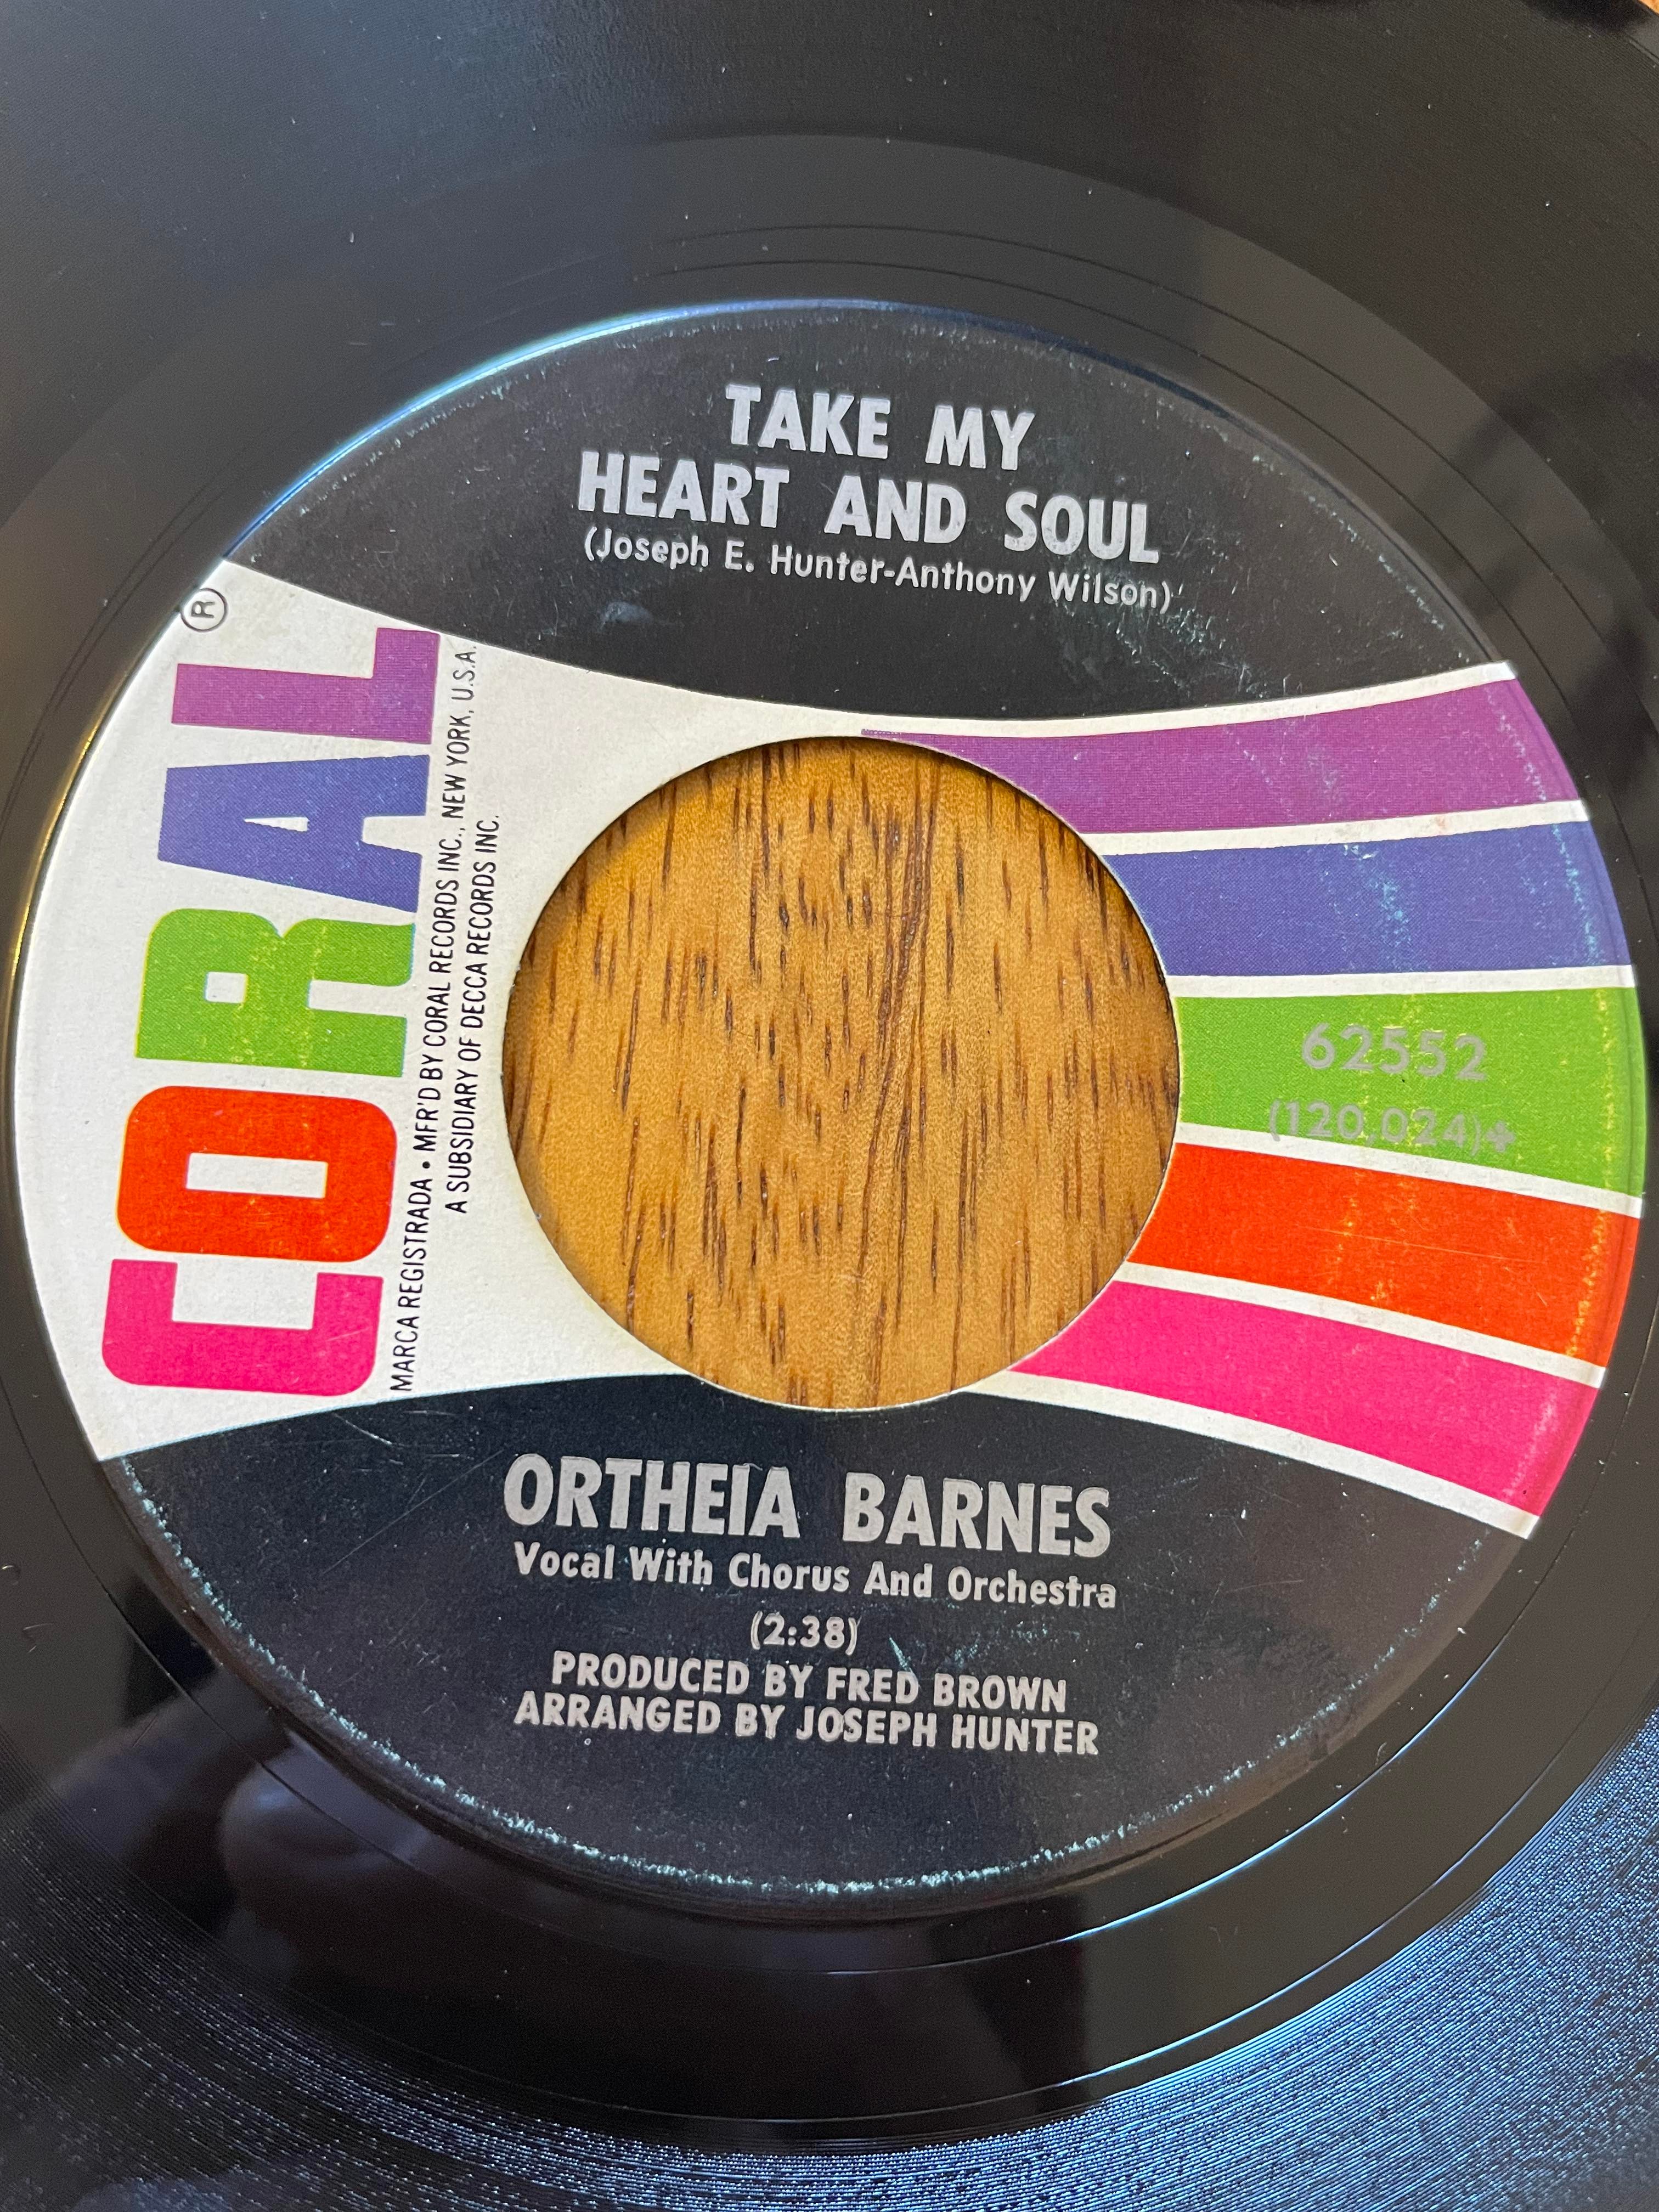 TAKE MY
HEART AND SOUL
(Joseph E. Hunter-Anthony Wilson)
CORAL ®
MARCA REGISTRADA • MFR'D BY CORAL RECORDS INC., NEW YORK, U.S.A.
A SUBSIDIARY OF DECCA RECORDS INC.
62552
(120,024)✤
ORTHEIA BARNES
Vocal With Chorus And Orchestra
(2:38)
PRODUCED BY FRED BROWN
ARRANGED BY JOSEPH HUNTER